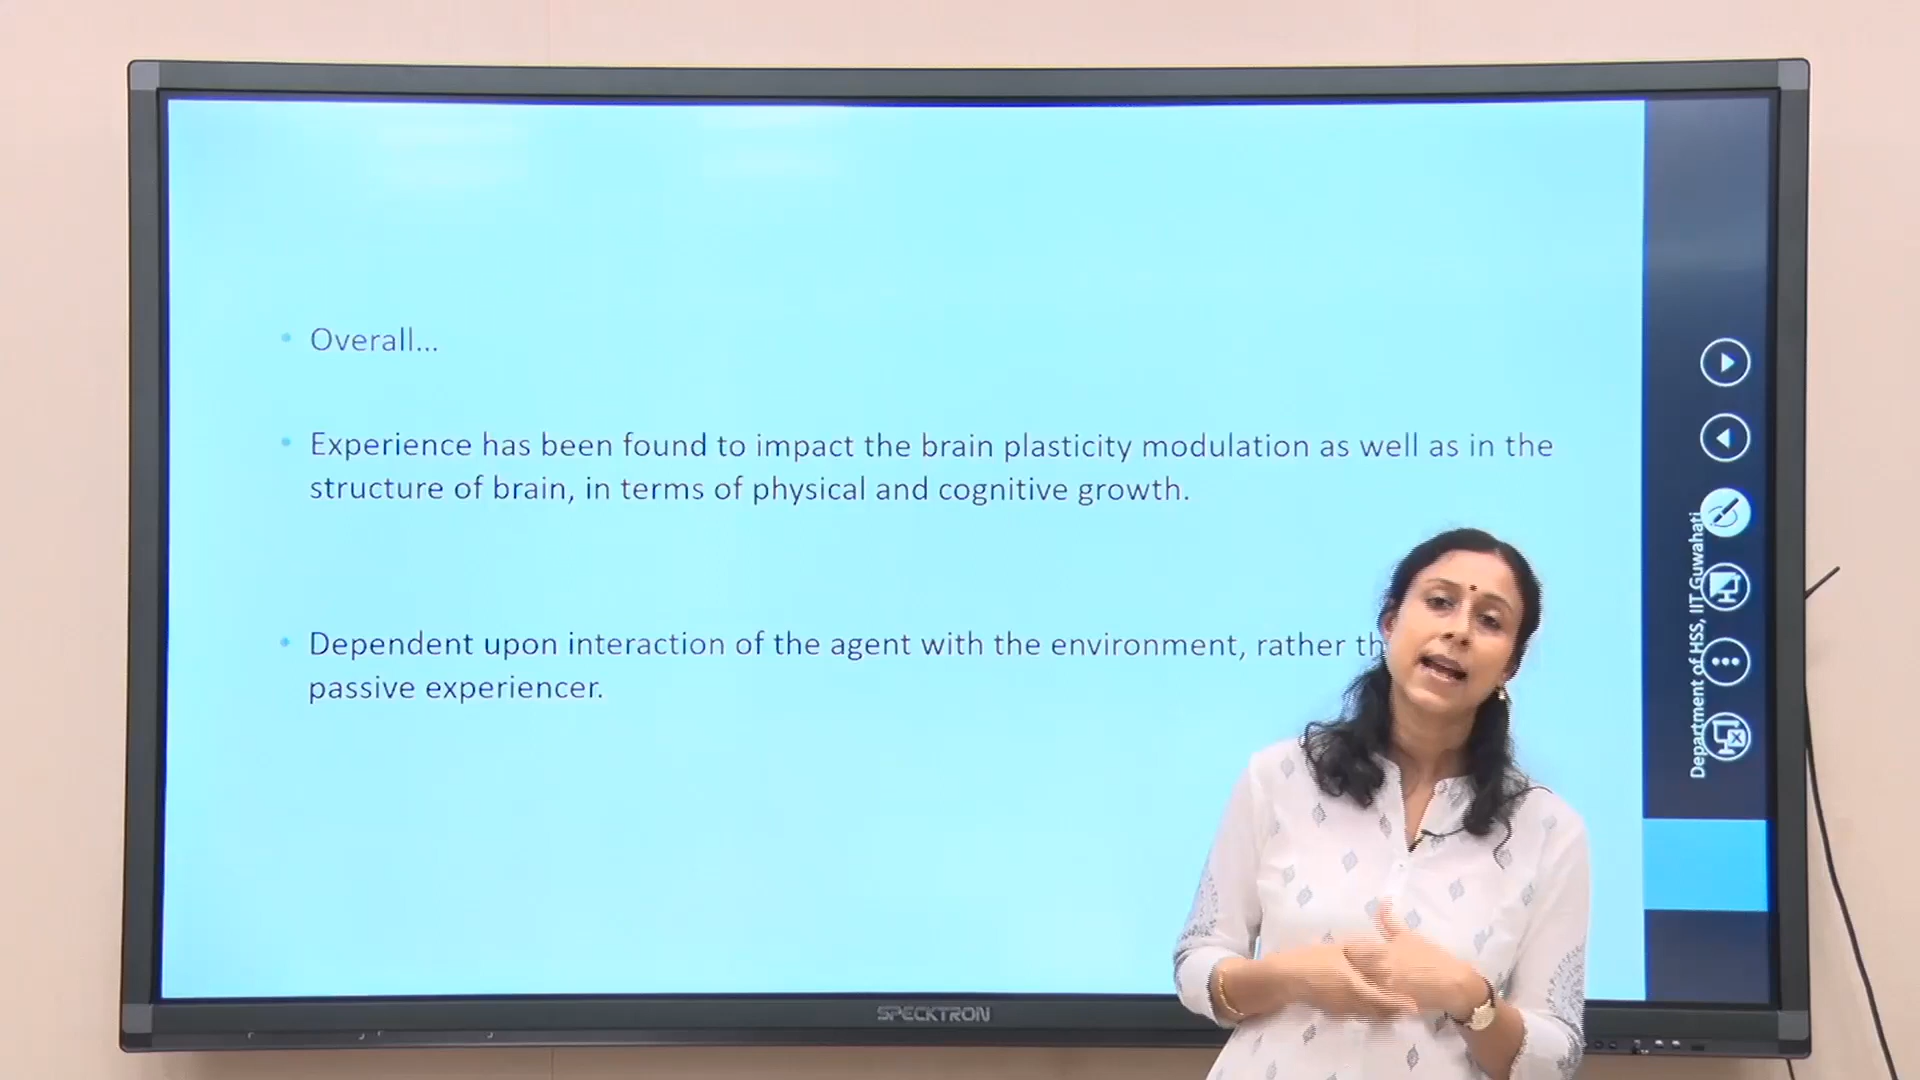 • Overall...
• Experience has been found to impact the brain plasticity modulation as well as in the
structure of brain, in terms of physical and cognitive growth.
• Dependent upon interaction of the agent with the environment, rather
passive experiencer.
Department of HSS, IIT Guwahati
SPECKTRON